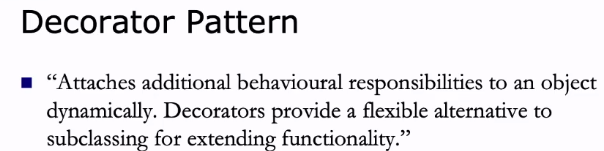 Decorator Pattern
“Attaches additional behavioural responsibilities to an object
dynamically. Decorators provide a flexible alternative to
subclassing for extending functionality.”